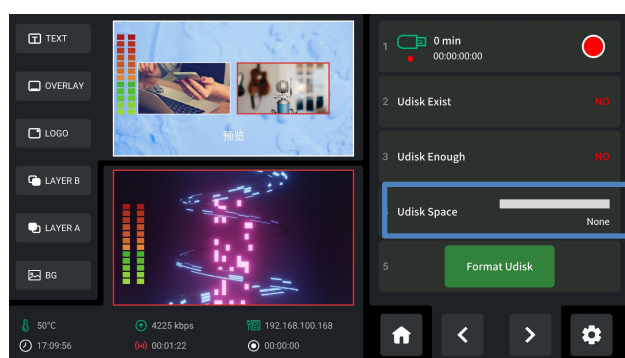 TEXT
OVERLAY
LOGO
LAYER B
LAYER A
BG
预览
50°C
4225 kbps
192.168.100.168
17:09:56
00:01:22
00:00:00
1
0 min
00:00:00:00
2 Udisk Exist NO
3 Udisk Enough NO
Udisk Space
None
5 Format Udisk